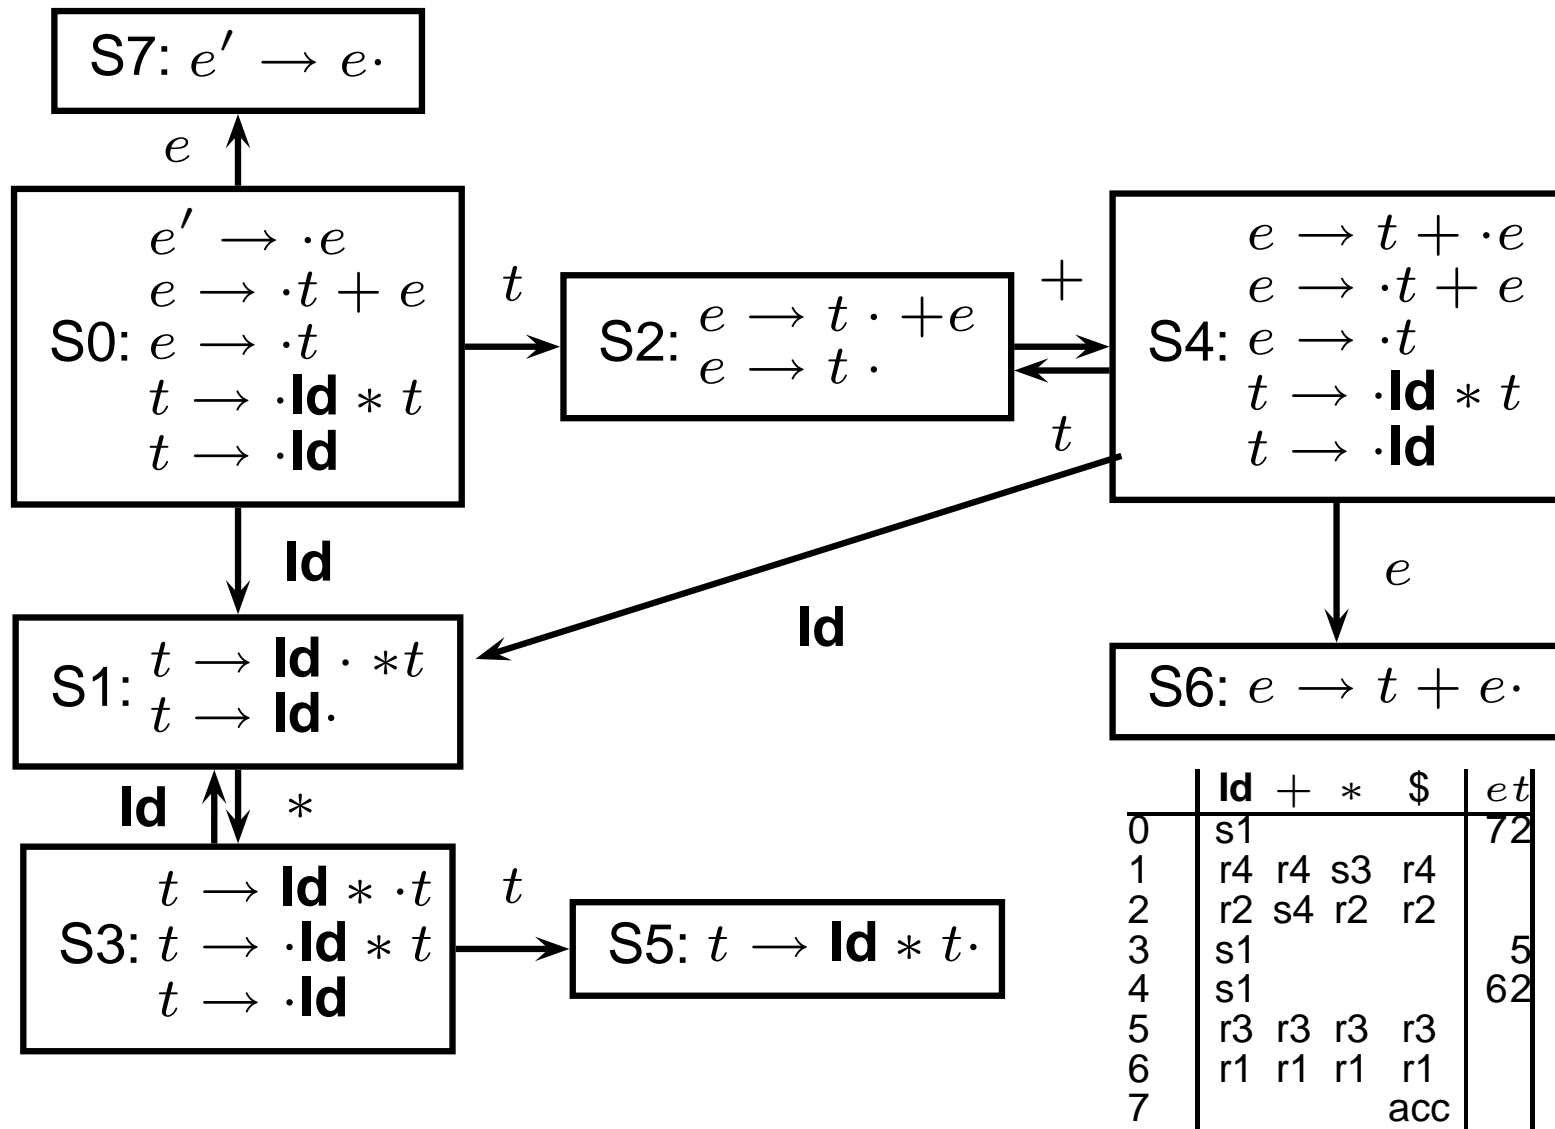 S7: e′ → e·
e
S0:
e′ → ·e
e → ·t + e
e → ·t
t → ·Id ∗ t
t → ·Id
t
S2:
e → t · +e
e → t ·
+
t
S4:
e → t + ·e
e → ·t + e
e → ·t
t → ·Id ∗ t
t → ·Id
Id
Id
e
S1:
t → Id · ∗t
t → Id·
S6: e → t + e·
Id ∗
S3:
t → Id ∗ ·t
t → ·Id ∗ t
t → ·Id
t
S5: t → Id ∗ t·
Id + ∗ $ e t
0 s1 7 2
1 r4 r4 s3 r4
2 r2 s4 r2 r2
3 s1 5
4 s1 6 2
5 r3 r3 r3 r3
6 r1 r1 r1 r1
7 acc